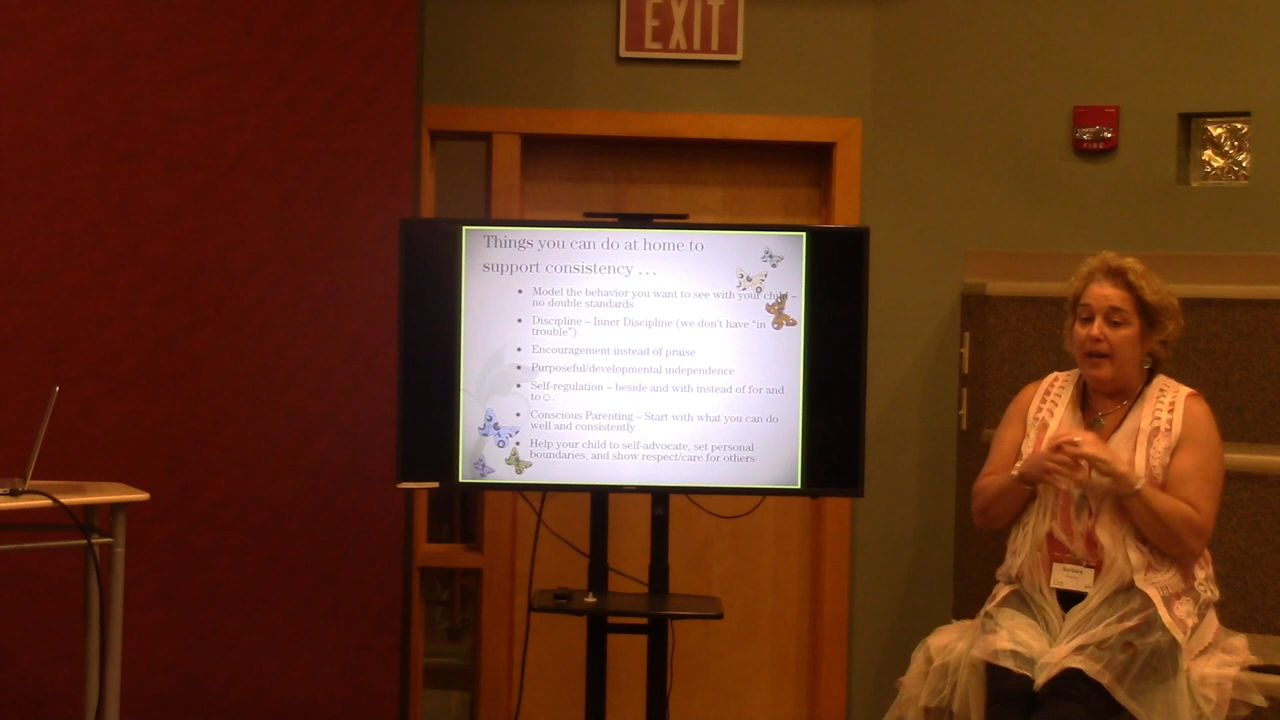 EXIT
FIRE
Things you can do at home to
support consistency ...
• Model the behavior you want to see with your child –
no double standards
• Discipline – Inner Discipline (we don't have "in
trouble")
• Encouragement instead of praise
• Purposeful/developmental independence
• Self-regulation – beside and with instead of for and
to☺.
• Conscious Parenting – Start with what you can do
well and consistently
• Help your child to self-advocate, set personal
boundaries, and show respect/care for others
Barbara